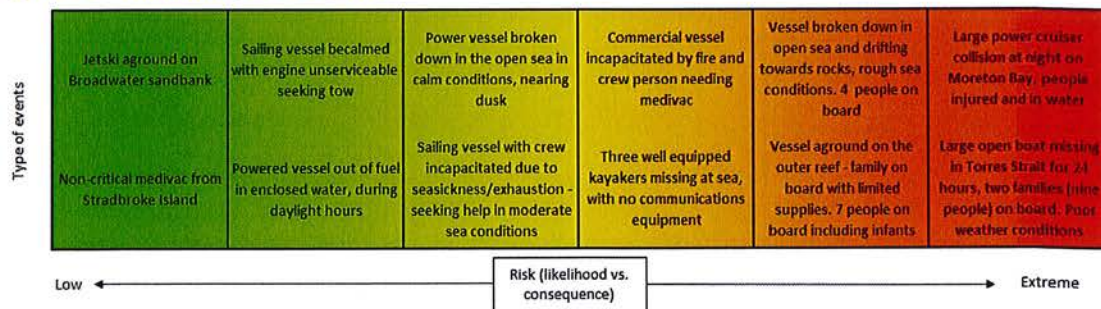 Type of events
Jetski aground on
Broadwater sandbank
Sailing vessel becalmed
with engine unserviceable
seeking tow
Power vessel broken
down in the open sea in
calm conditions, nearing
dusk
Commercial vessel
incapacitated by fire and
crew person needing
medivac
Vessel broken down in
open sea and drifting
towards rocks, rough sea
conditions. 4 people on
board
Large power cruiser
collision at night on
Moreton Bay, people
injured and in water
Non-critical medivac from
Stradbroke Island
Powered vessel out of fuel
in enclosed water, during
daylight hours
Sailing vessel with crew
incapacitated due to
seasickness/exhaustion -
seeking help in moderate
sea conditions
Three well equipped
kayakers missing at sea,
with no communications
equipment
Vessel aground on the
outer reef - family on
board with limited
supplies. 7 people on
board including infants
Large open boat missing
in Torres Strait for 24
hours, two families (nine
people) on board. Poor
weather conditions
Low
Risk (likelihood vs.
consequence)
Extreme